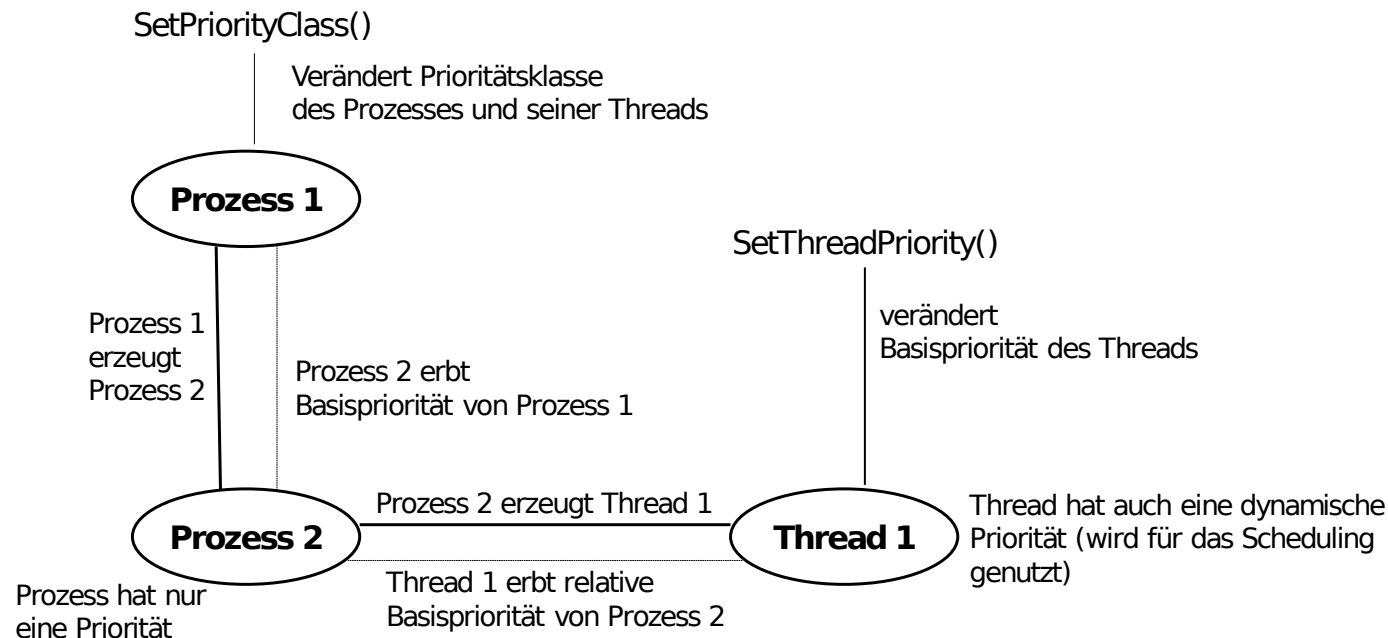 SetPriorityClass()
Verändert Prioritätsklasse
des Prozesses und seiner Threads
Prozess 1
SetThreadPriority()
verändert
Basispriorität des Threads
Prozess 1
erzeugt
Prozess 2
Prozess 2 erbt
Basispriorität von Prozess 1
Prozess 2 erzeugt Thread 1
Prozess 2
Thread 1
Thread hat auch eine dynamische
Priorität (wird für das Scheduling
genutzt)
Thread 1 erbt relative
Basispriorität von Prozess 2
Prozess hat nur
eine Priorität